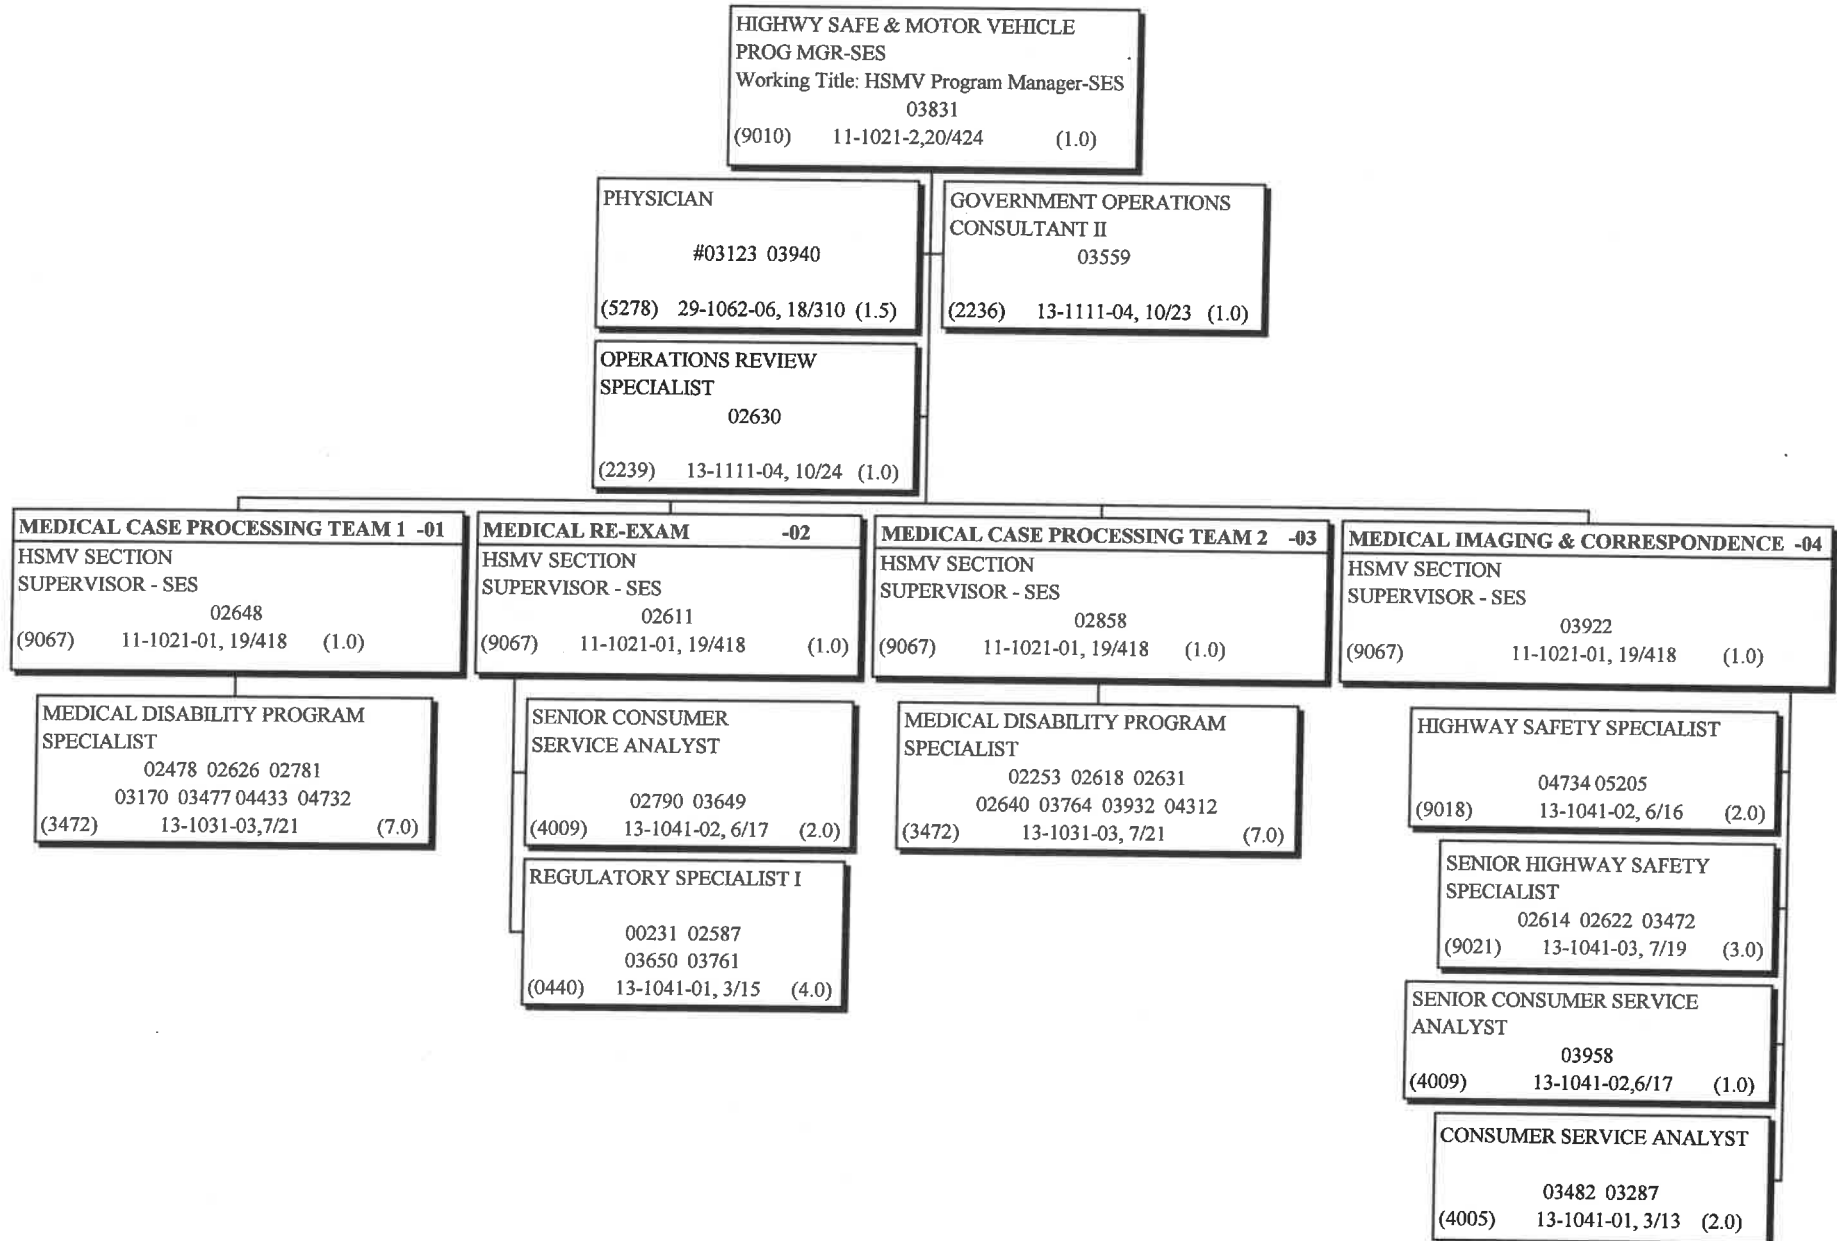 HIGHWY SAFE & MOTOR VEHICLE
PROG MGR-SES
Working Title: HSMV Program Manager-SES
03831
(9010) 11-1021-2,20/424 (1.0)
PHYSICIAN
#03123 03940
(5278) 29-1062-06, 18/310 (1.5)
GOVERNMENT OPERATIONS
CONSULTANT II
03559
(2236) 13-1111-04, 10/23 (1.0)
OPERATIONS REVIEW
SPECIALIST
02630
(2239) 13-1111-04, 10/24 (1.0)
MEDICAL CASE PROCESSING TEAM 1 -01
HSMV SECTION
SUPERVISOR - SES
02648
(9067) 11-1021-01, 19/418 (1.0)
MEDICAL DISABILITY PROGRAM
SPECIALIST
02478 02626 02781
03170 03477 04433 04732
(3472) 13-1031-03,7/21 (7.0)
MEDICAL RE-EXAM -02
HSMV SECTION
SUPERVISOR - SES
02611
(9067) 11-1021-01, 19/418 (1.0)
SENIOR CONSUMER
SERVICE ANALYST
02790 03649
(4009) 13-1041-02, 6/17 (2.0)
REGULATORY SPECIALIST I
00231 02587
03650 03761
(0440) 13-1041-01, 3/15 (4.0)
MEDICAL CASE PROCESSING TEAM 2 -03
HSMV SECTION
SUPERVISOR - SES
02858
(9067) 11-1021-01, 19/418 (1.0)
MEDICAL DISABILITY PROGRAM
SPECIALIST
02253 02618 02631
02640 03764 03932 04312
(3472) 13-1031-03, 7/21 (7.0)
MEDICAL IMAGING & CORRESPONDENCE -04
HSMV SECTION
SUPERVISOR - SES
03922
(9067) 11-1021-01, 19/418 (1.0)
HIGHWAY SAFETY SPECIALIST
04734 05205
(9018) 13-1041-02, 6/16 (2.0)
SENIOR HIGHWAY SAFETY
SPECIALIST
02614 02622 03472
(9021) 13-1041-03, 7/19 (3.0)
SENIOR CONSUMER SERVICE
ANALYST
03958
(4009) 13-1041-02,6/17 (1.0)
CONSUMER SERVICE ANALYST
03482 03287
(4005) 13-1041-01, 3/13 (2.0)